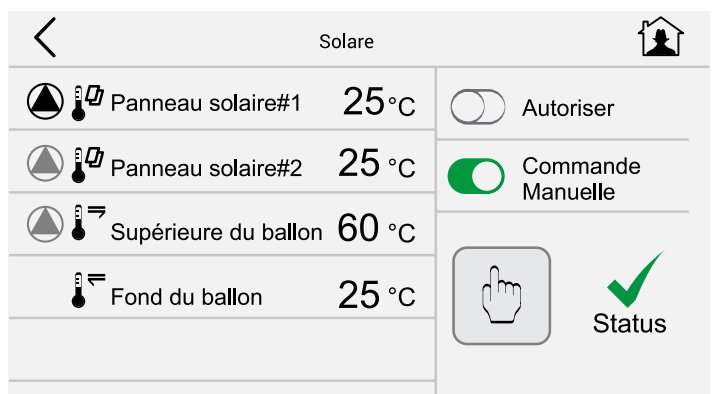 Solare
Panneau solaire#1 25°C
Autoriser
Panneau solaire#2 25 °C
Commande
Manuelle
Supérieure du ballon 60 °C
Fond du ballon 25 °C
Status